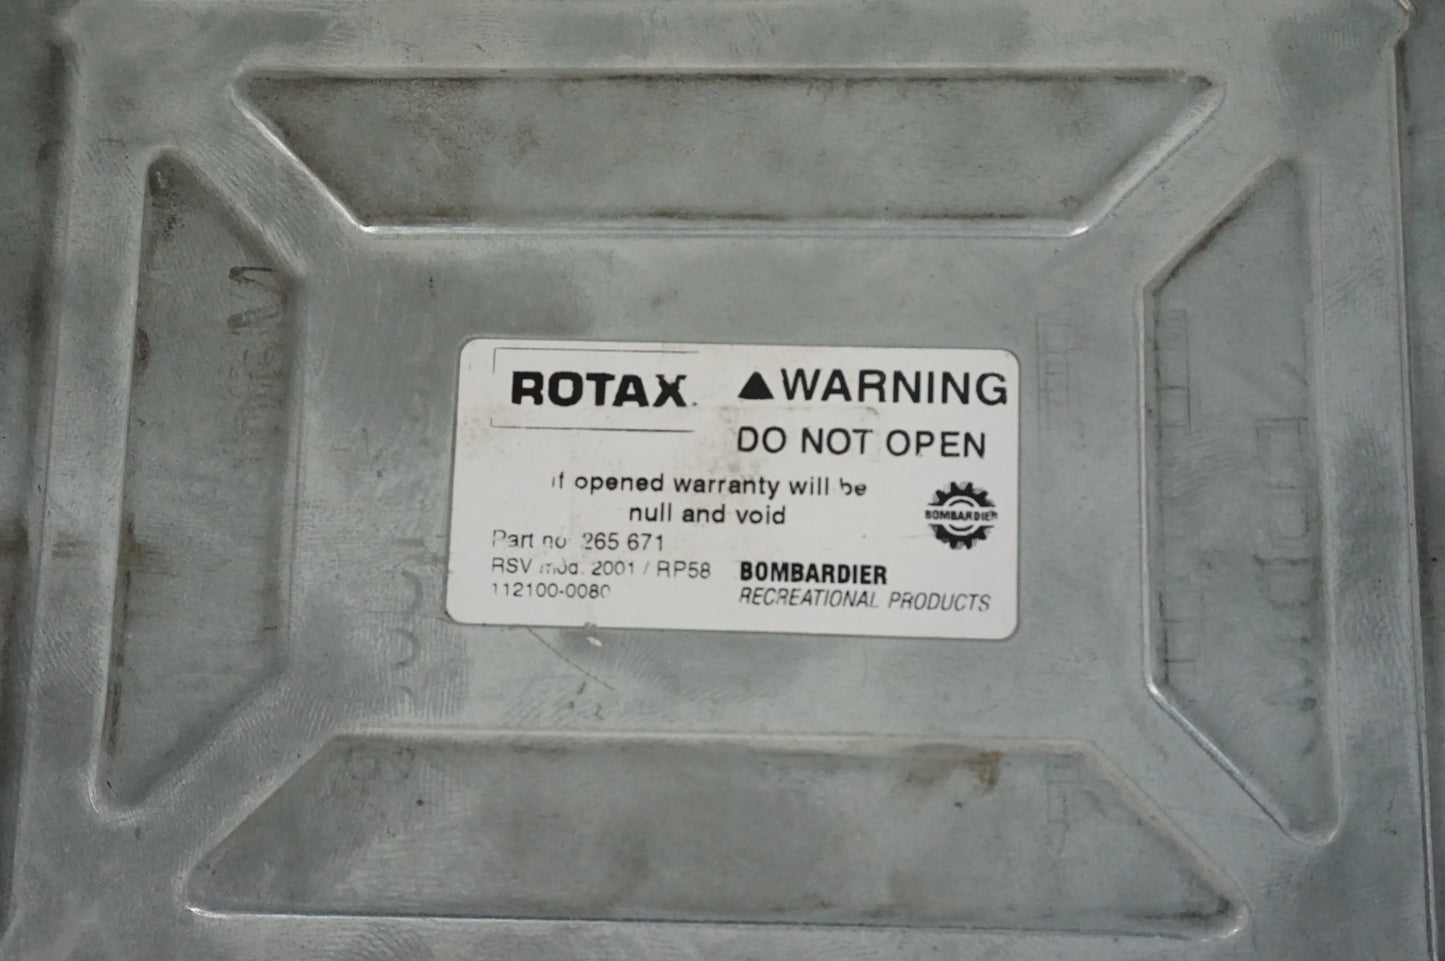 ROTAX
WARNING
DO NOT OPEN
if opened warranty will be
null and void
Part no: 265 671
RSV mod. 2001 / RP58
112100-0080
BOMBARDIER
BOMBARDIER
RECREATIONAL PRODUCTS